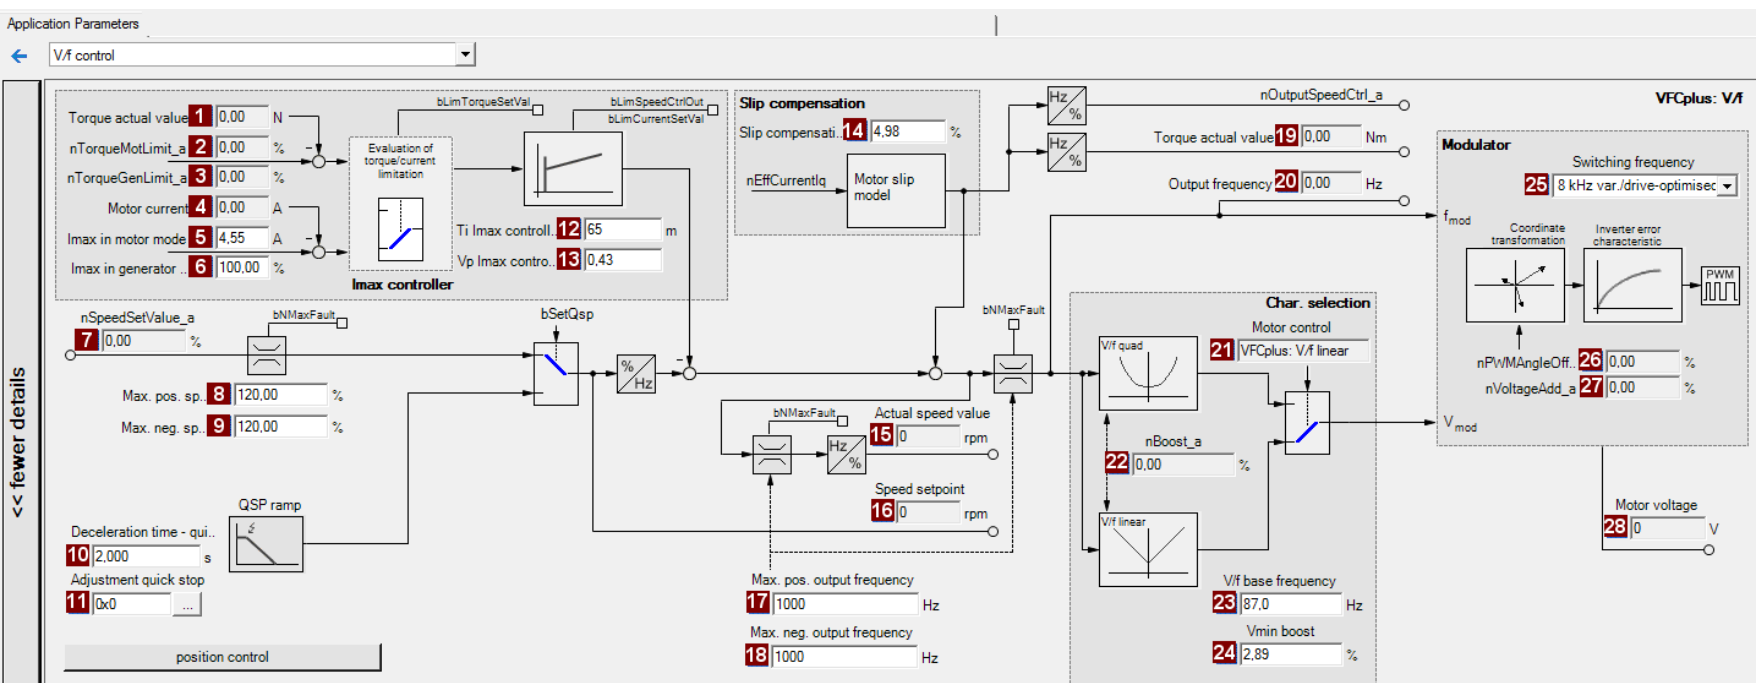 Application Parameters
V/f control
<< fewer details
bLimTorqueSetVal
bLimSpeedCtrlOut
bLimCurrentSetVal
Torque actual value 1 0,00 N
nTorqueMotLimit_a 2 0,00 %
nTorqueGenLimit_a 3 0,00 %
Motor current 4 0,00 A
Imax in motor mode 5 4,55 A
Imax in generator .. 6 100,00 %
Evaluation of
torque/current
limitation
Ti Imax controll.. 12 65 m
Vp Imax contro.. 13 0,43
Imax controller
Slip compensation
Slip compensati.. 14 4,98 %
nEffCurrentIq
Motor slip
model
Hz
%
Hz
%
nOutputSpeedCtrl_a
Torque actual value 19 0,00 Nm
Output frequency 20 0,00 Hz
VFCplus: V/f
Modulator
Switching frequency
25 8 kHz var./drive-optimised
fmod
Coordinate
transformation
Inverter error
characteristic
PWM
nPWMAngleOff.. 26 0,00 %
nVoltageAdd_a 27 0,00 %
Vmod
Motor voltage
28 0 V
nSpeedSetValue_a
7 0,00 %
bNMaxFault
bSetQsp
%
Hz
Max. pos. sp.. 8 120,00 %
Max. neg. sp.. 9 120,00 %
QSP ramp
Deceleration time - qui..
10 2,000 s
Adjustment quick stop
11 0x0 ...
position control
bNMaxFault
bNMaxFault
Hz
%
Actual speed value
15 0 rpm
Speed setpoint
16 0 rpm
Max. pos. output frequency
17 1000 Hz
Max. neg. output frequency
18 1000 Hz
Char. selection
Motor control
21 VFCplus: V/f linear
V/f quad
nBoost_a
22 0,00 %
V/f linear
V/f base frequency
23 87,0 Hz
Vmin boost
24 2,89 %